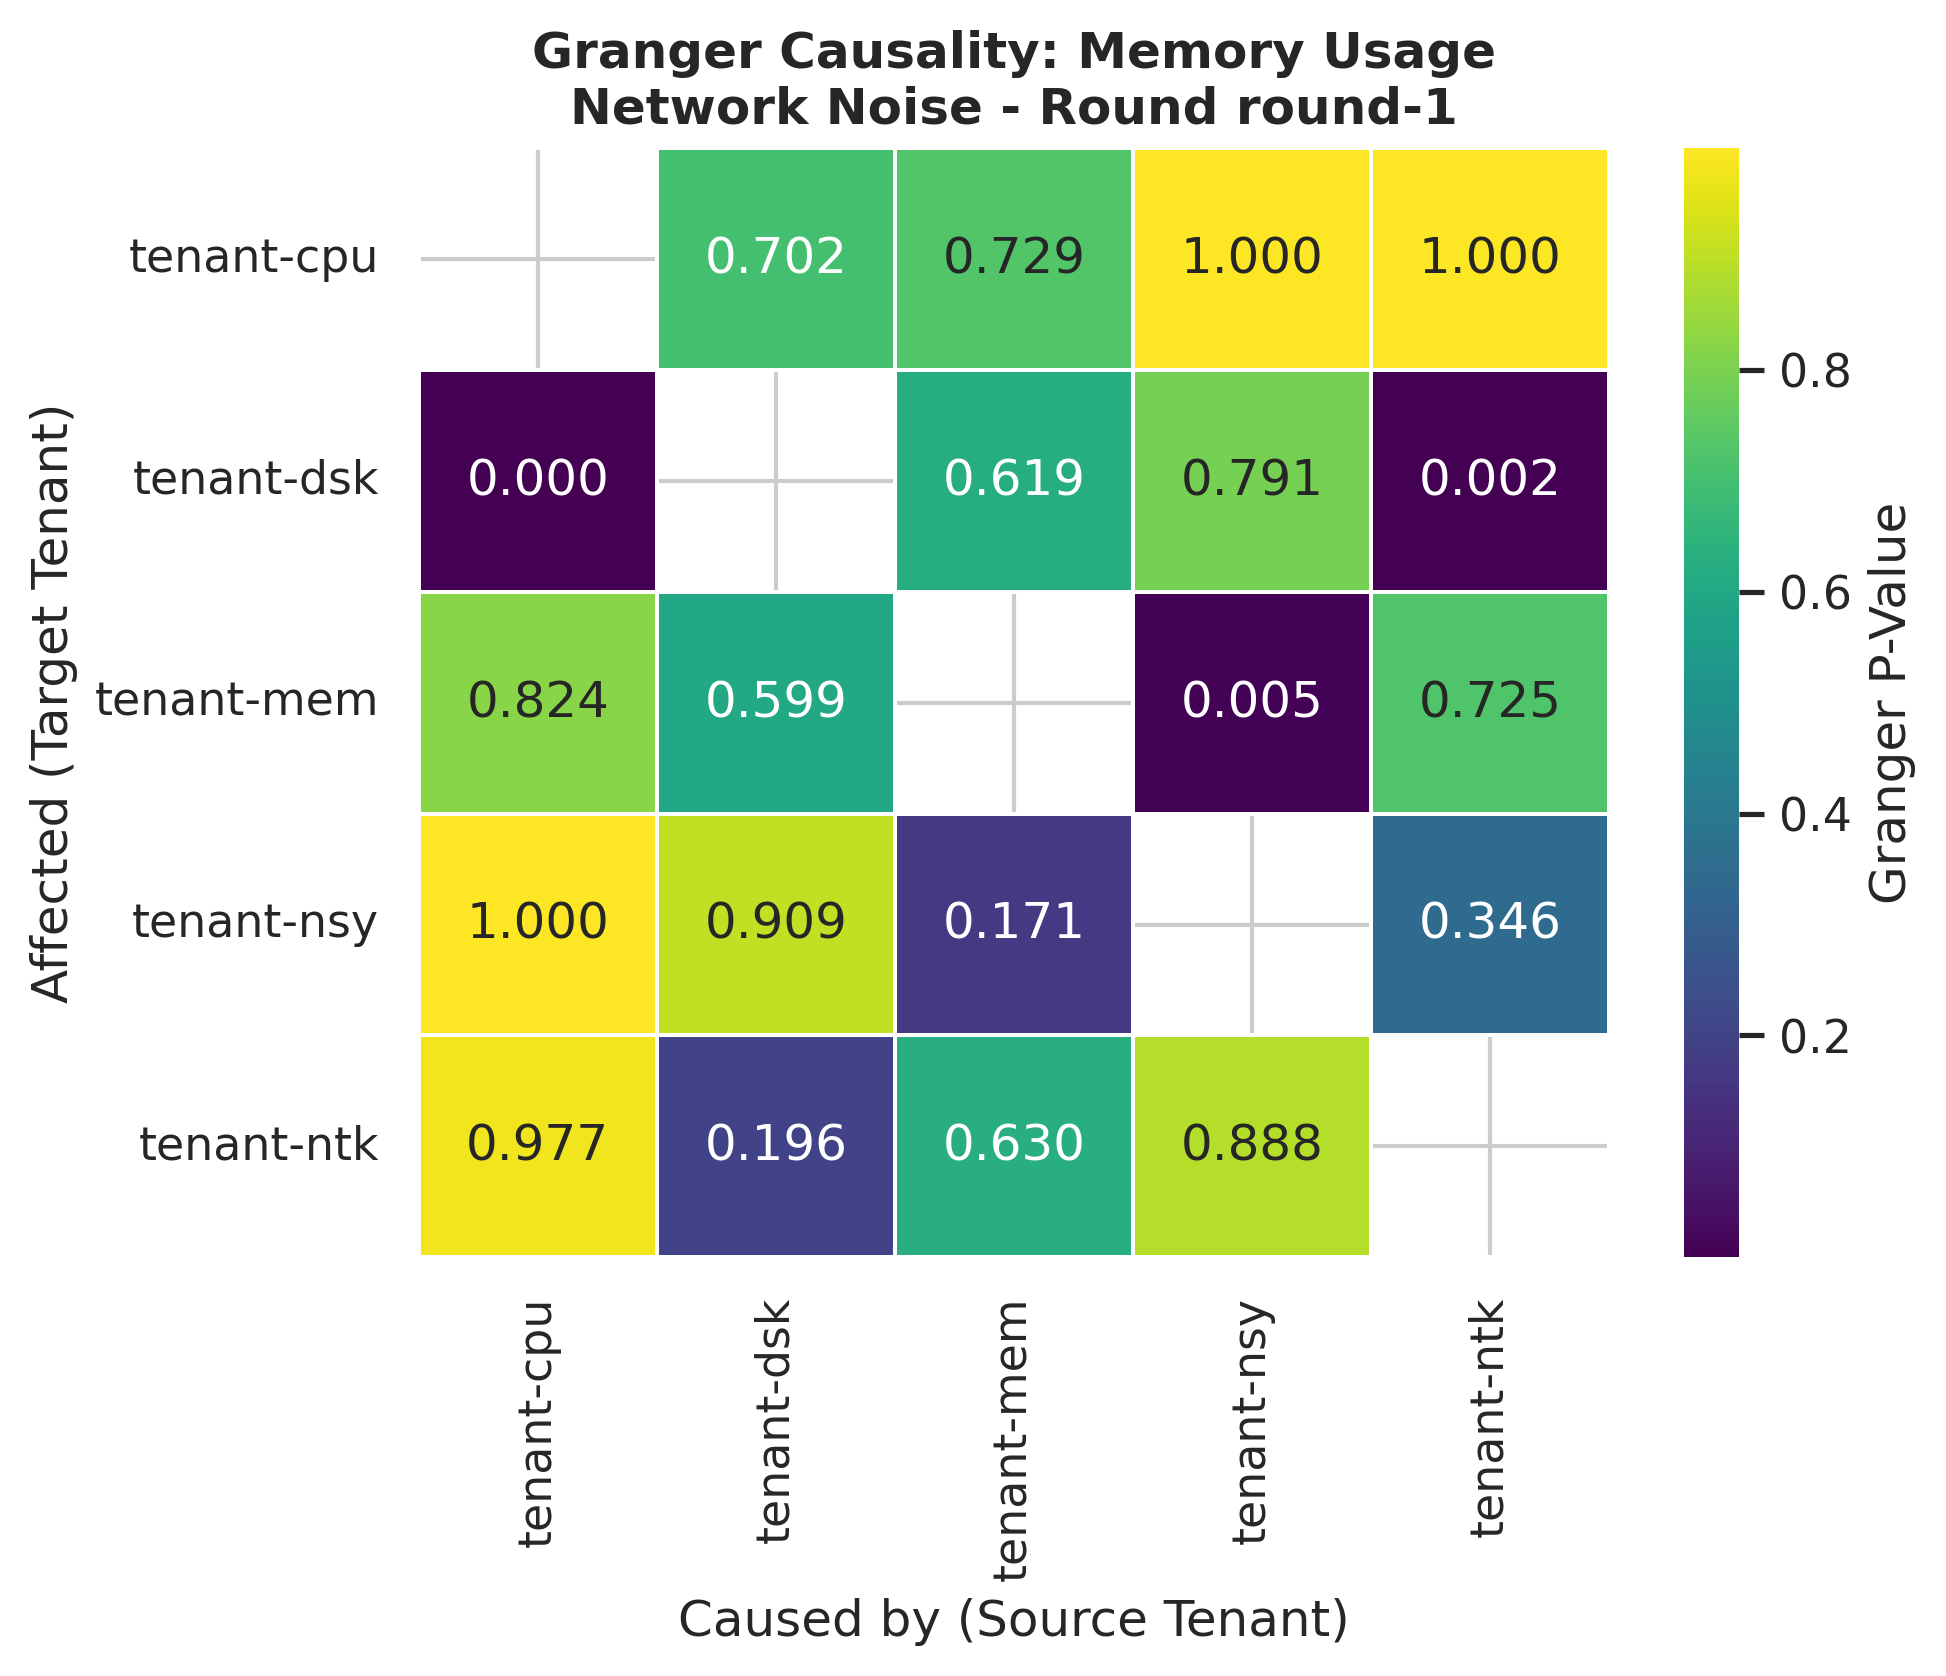 Granger Causality: Memory Usage
Network Noise - Round round-1
tenant-cpu
0.702 0.729 1.000 1.000
tenant-dsk
0.000 0.619 0.791 0.002
tenant-mem
0.824 0.599 0.005 0.725
tenant-nsy
1.000 0.909 0.171 0.346
tenant-ntk
0.977 0.196 0.630 0.888
Affected (Target Tenant)
tenant-cpu
tenant-dsk
tenant-mem
tenant-nsy
tenant-ntk
Caused by (Source Tenant)
0.8
0.6
0.4
0.2
Granger P-Value